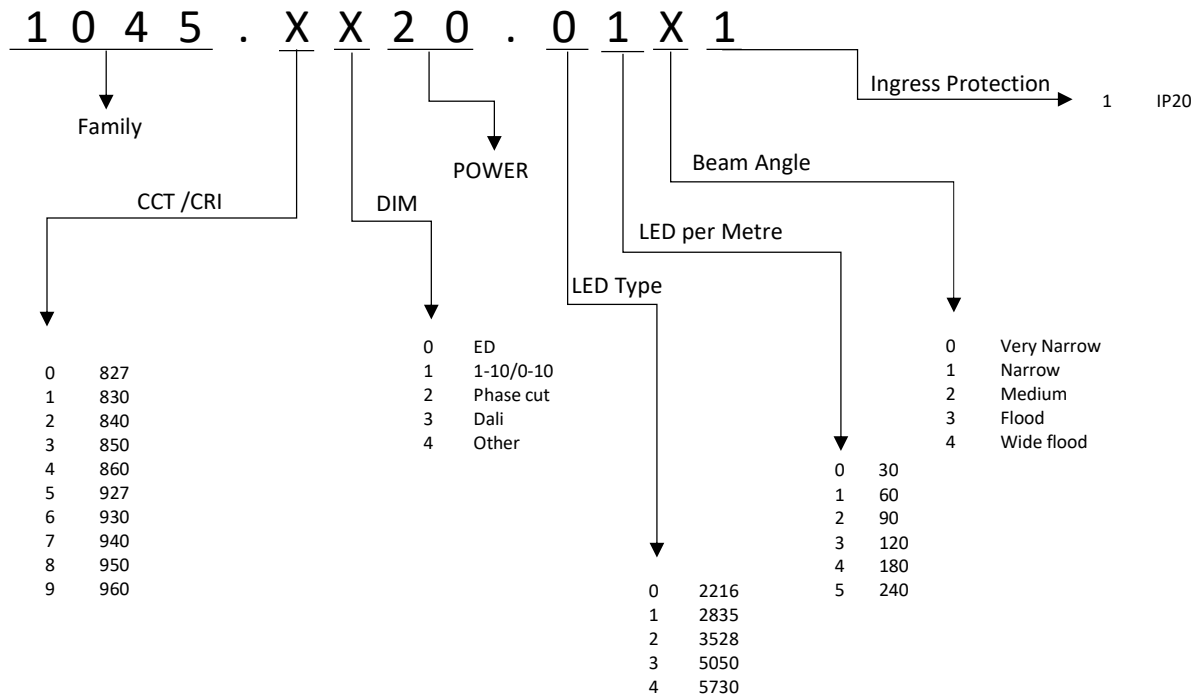 1 0 4 5 . X X 2 0 . 0 1 X 1
Ingress Protection
1 IP20
Family
POWER
Beam Angle
CCT /CRI
DIM
LED per Metre
LED Type
0 827
1 830
2 840
3 850
4 860
5 927
6 930
7 940
8 950
9 960
0 ED
1 1-10/0-10
2 Phase cut
3 Dali
4 Other
0 2216
1 2835
2 3528
3 5050
4 5730
0 30
1 60
2 90
3 120
4 180
5 240
0 Very Narrow
1 Narrow
2 Medium
3 Flood
4 Wide flood